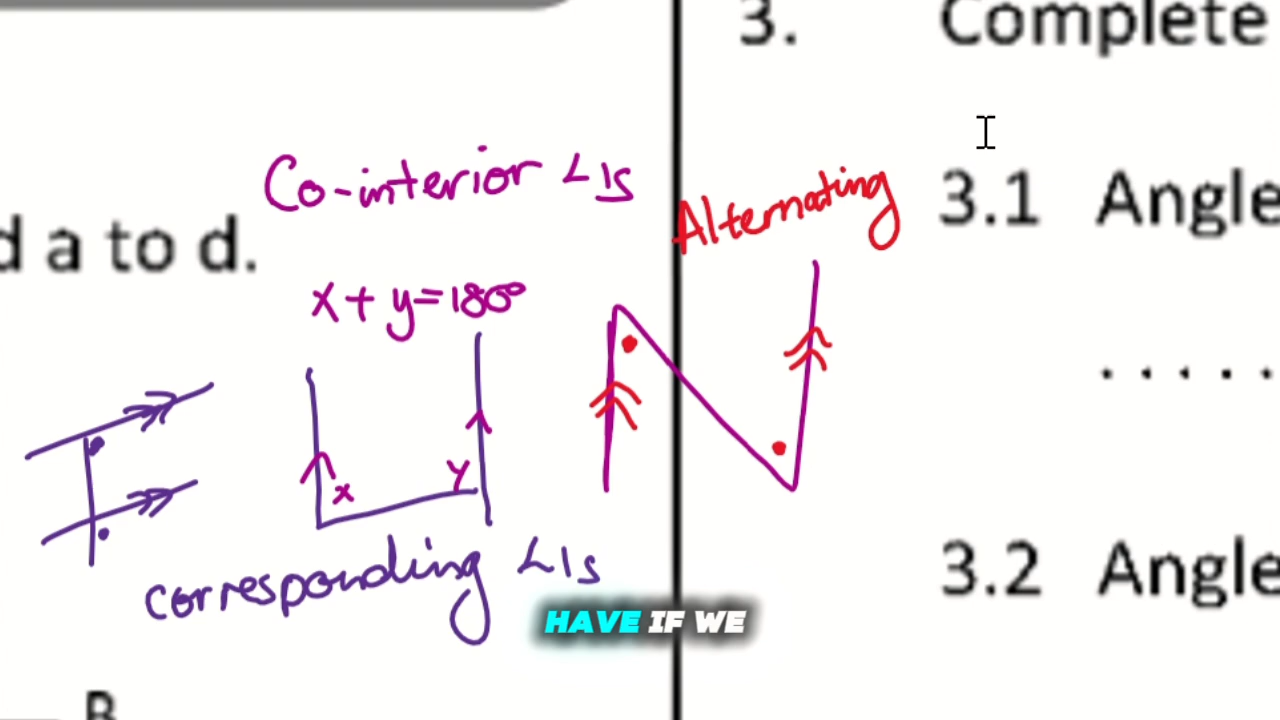 3. Complete
Co-interior ∠'s
Alternating
3.1 Angle
d a to d.
x + y = 180°
x
y
.....
3.2 Angle
corresponding ∠'s
HAVE IF WE
B